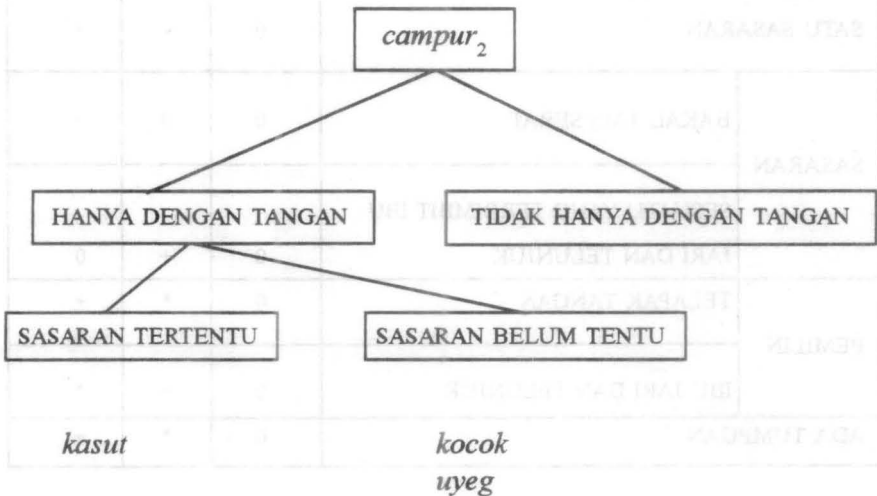 campur₂
HANYA DENGAN TANGAN
TIDAK HANYA DENGAN TANGAN
SASARAN TERTENTU
SASARAN BELUM TENTU
kasut
kocok
uyeg